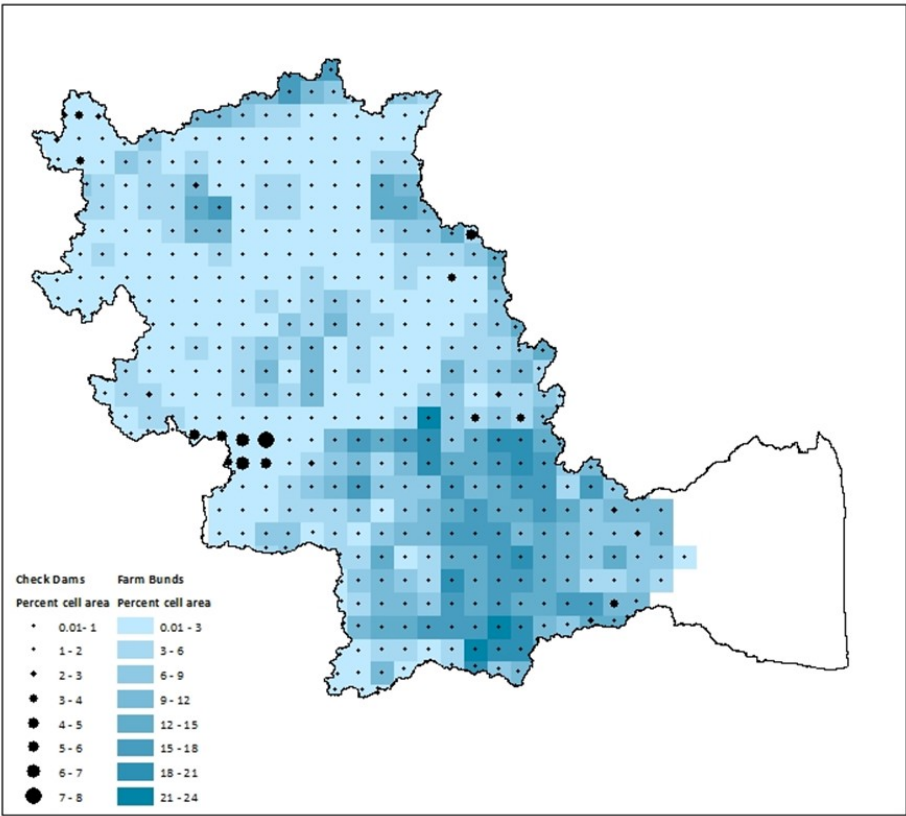 Check Dams Farm Bunds
Percent cell area Percent cell area
0.01- 1 0.01 - 3
1 - 2 3 - 6
2 - 3 6 - 9
3 - 4 9 - 12
4 - 5 12 - 15
5 - 6 15 - 18
6 - 7 18 - 21
7 - 8 21 - 24